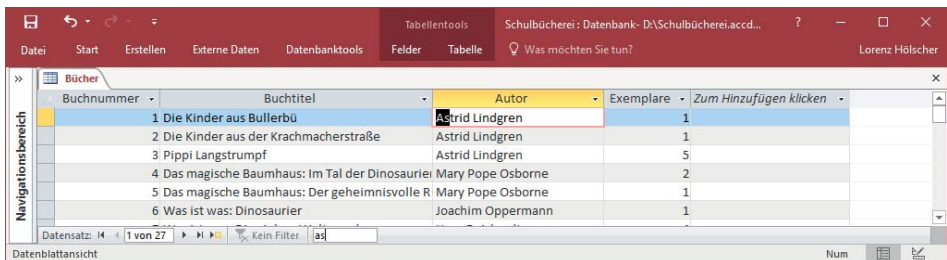 Tabellentools Schulbücherei : Datenbank- D:\Schulbücherei.accd... ?
Datei Start Erstellen Externe Daten Datenbanktools Felder Tabelle Was möchten Sie tun? Lorenz Hölscher
» Bücher
Buchnummer Buchtitel Autor Exemplare Zum Hinzufügen klicken
1 Die Kinder aus Bullerbü Astrid Lindgren 1
2 Die Kinder aus der Krachmacherstraße Astrid Lindgren 1
3 Pippi Langstrumpf Astrid Lindgren 5
4 Das magische Baumhaus: Im Tal der Dinosaurier Mary Pope Osborne 2
5 Das magische Baumhaus: Der geheimnisvolle R Mary Pope Osborne 1
6 Was ist was: Dinosaurier Joachim Oppermann 1
Navigationsbereich
Datensatz: 1 von 27 Kein Filter as
Datenblattansicht Num